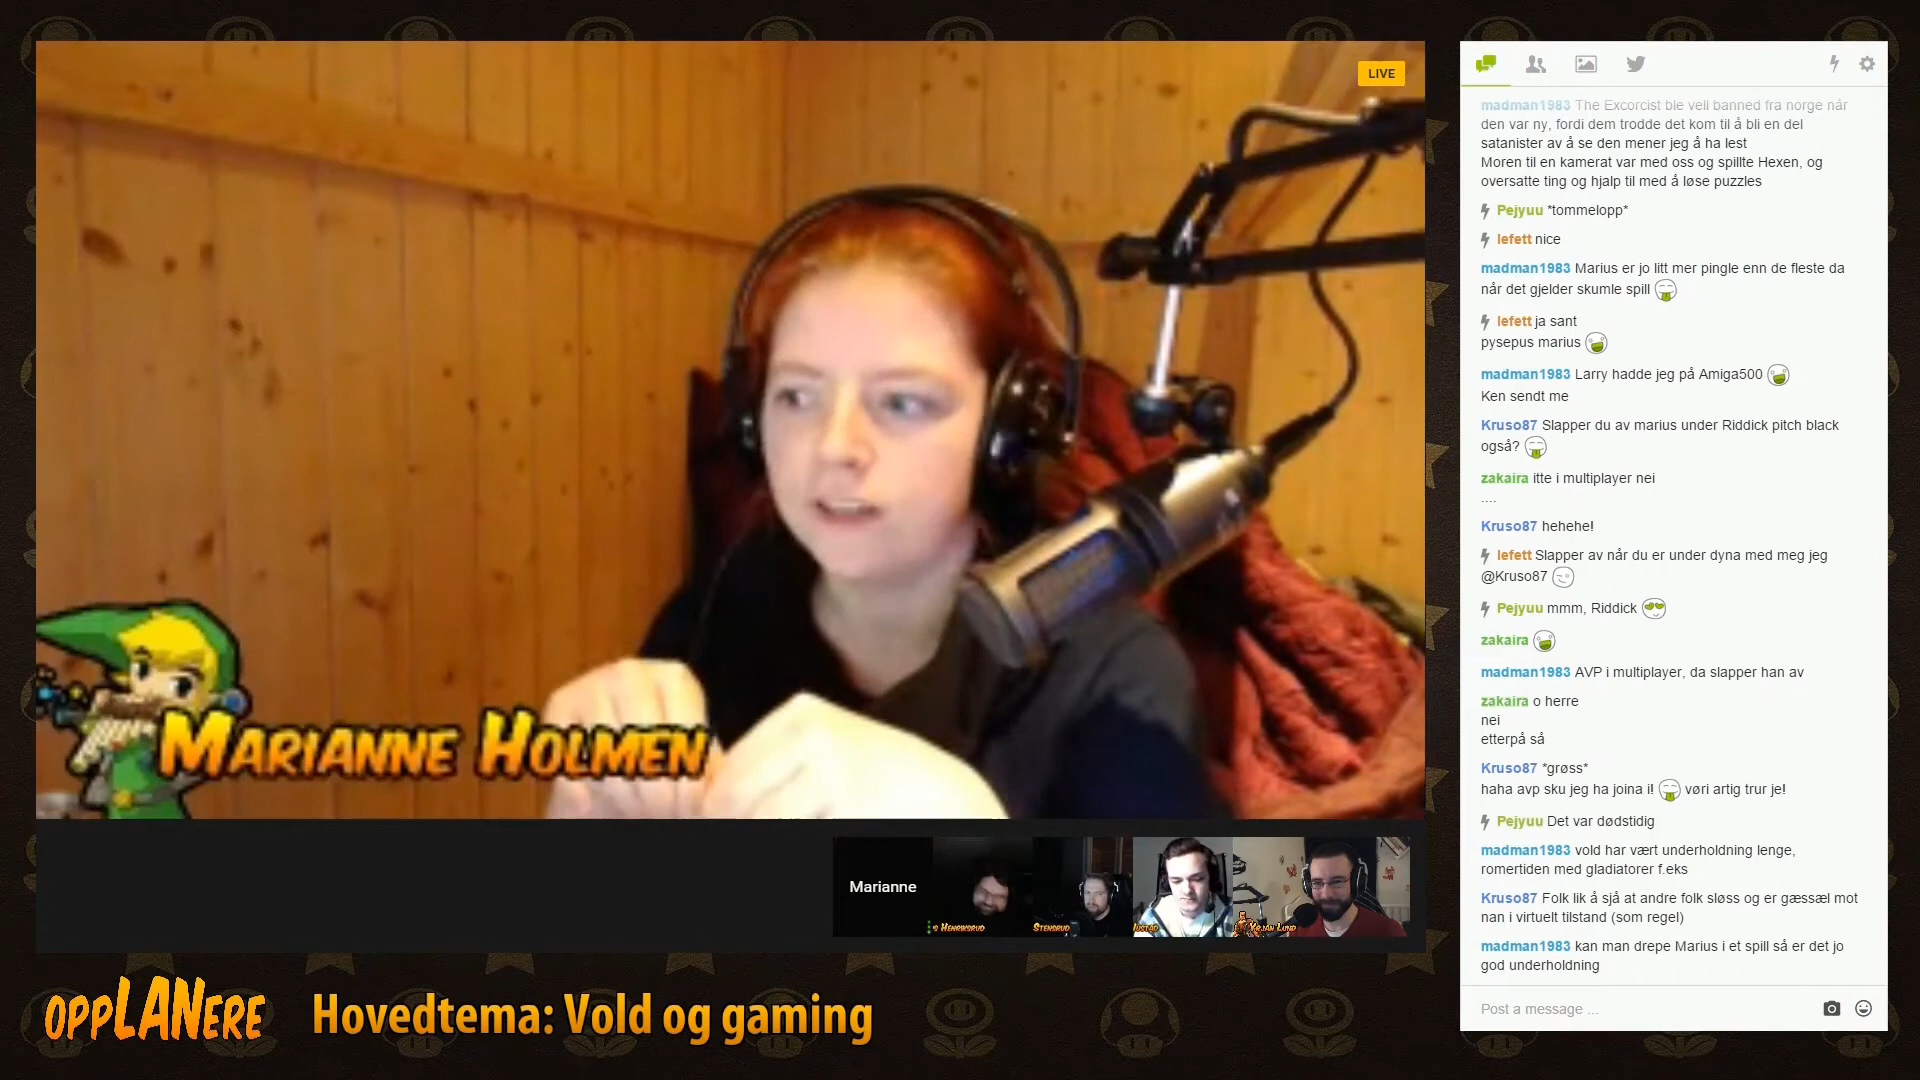 LIVE
MARIANNE HOLMEN
Marianne
HENRIKSRUD
STENSRUD
LUND
OPPLANERE
Hovedtema: Vold og gaming
madman1983 The Excorcist ble vell banned fra norge når
den var ny, fordi dem trodde det kom til å bli en del
satanister av å se den mener jeg å ha lest
Moren til en kamerat var med oss og spillte Hexen, og
oversatte ting og hjalp til med å løse puzzles
Pejyuu *tommelopp*
lefett nice
madman1983 Marius er jo litt mer pingle enn de fleste da
når det gjelder skumle spill
lefett ja sant
pysepus marius
madman1983 Larry hadde jeg på Amiga500
Ken sendt me
Kruso87 Slapper du av marius under Riddick pitch black
også?
zakaira itte i multiplayer nei
....
Kruso87 hehehe!
lefett Slapper av når du er under dyna med meg jeg
@Kruso87
Pejyuu mmm, Riddick
zakaira
madman1983 AVP i multiplayer, da slapper han av
zakaira o herre
nei
etterpå så
Kruso87 *grøss*
haha avp sku jeg ha joina i! vøri artig trur je!
Pejyuu Det var dødstidig
madman1983 vold har vært underholdning lenge,
romertiden med gladiatorer f.eks
Kruso87 Folk lik å sjå at andre folk sløss og er gæssæl mot
nan i virtuelt tilstand (som regel)
madman1983 kan man drepe Marius i et spill så er det jo
god underholdning
Post a message ...